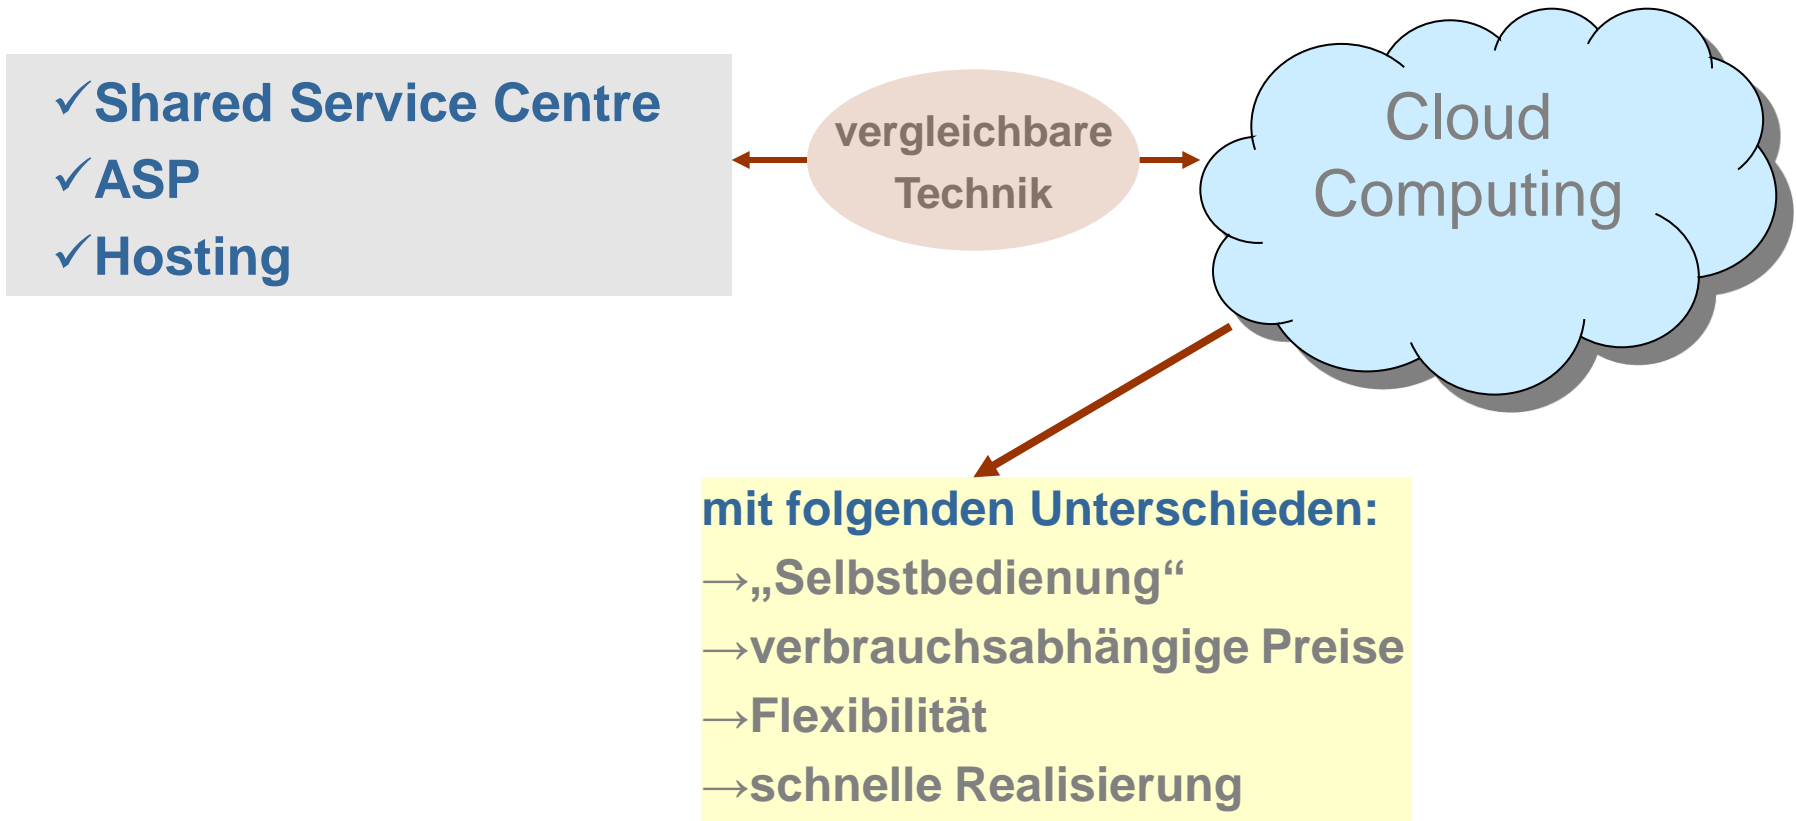 ✓Shared Service Centre
✓ASP
✓Hosting
vergleichbare
Technik
Cloud
Computing
mit folgenden Unterschieden:
→„Selbstbedienung“
→verbrauchsabhängige Preise
→Flexibilität
→schnelle Realisierung